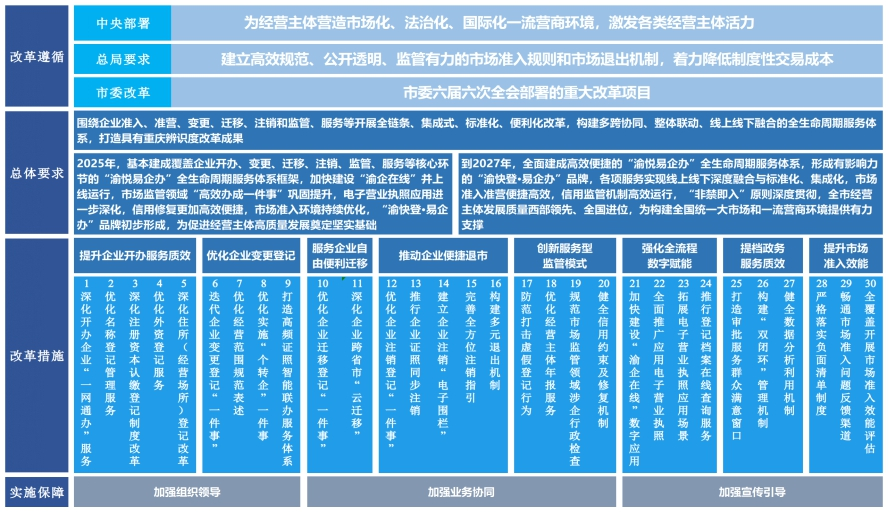 改革遵循
中央部署
为经营主体营造市场化、法治化、国际化一流营商环境，激发各类经营主体活力
总局要求
建立高效规范、公开透明、监管有力的市场准入规则和市场退出机制，着力降低制度性交易成本
市委改革
市委六届六次全会部署的重大改革项目
总体要求
围绕企业准入、准营、变更、迁移、注销和监管、服务等开展全链条、集成式、标准化、便利化改革，构建多跨协同、整体联动、线上线下融合的全生命周期服务体
系，打造具有重庆辨识度改革成果
2025年，基本建成覆盖企业开办、变更、迁移、注销、监管、服务等核心环
节的“渝悦易企办”全生命周期服务体系框架，加快建设“渝企在线”并上
线运行，市场监管领域“高效办成一件事”巩固提升，电子营业执照应用进
一步深化，信用修复更加高效便捷，市场准入环境持续优化，“渝快登•易企
办”品牌初步形成，为促进经营主体高质量发展奠定坚实基础
到2027年，全面建成高效便捷的“渝悦易企办”全生命周期服务体系，形成有影响力
的“渝快登•易企办”品牌，各项服务实现线上线下深度融合与标准化、集成化，市场
准入准营便捷高效，信用监管机制高效运行，“非禁即入”原则深度贯彻，全市经营
主体发展质量西部领先、全国进位，为构建全国统一大市场和一流营商环境提供有力
支撑
改革措施
提升企业开办服务质效
1深化开办企业“一网通办”服务
2优化名称登记管理服务
3深化注册资本认缴登记制度改革
4优化外资登记服务
5深化住所（经营场所）登记改革
优化企业变更登记
6迭代企业变更登记“一件事”
7优化经营范围规范表述
8优化实施“个转企”一件事
9打造高频证照智能联办服务体系
服务企业自
由便利迁移
10优化企业迁移登记“一件事”
11深化企业跨省市“云迁移”
推动企业便捷退市
12优化企业注销登记“一件事”
13推行企业证照同步注销
14建立企业注销“电子围栏”
15完善全方位注销指引
16构建多元退出机制
创新服务型
监管模式
17防范打击虚假登记行为
18优化经营主体年报服务
19规范市场监管领域涉企行政检查
20健全信用约束及修复机制
强化全流程
数字赋能
21加快建设“渝企在线”数字应用
22全面推广应用电子营业执照
23拓展电子营业执照应用场景
24推行登记档案在线查询服务
提档政务
服务质效
25打造审批服务群众满意窗口
26构建“双闭环”管理机制
27健全数据分析利用机制
提升市场
准入效能
28严格落实负面清单制度
29畅通市场准入问题反馈渠道
30全覆盖开展市场准入效能评估
实施保障
加强组织领导
加强业务协同
加强宣传引导